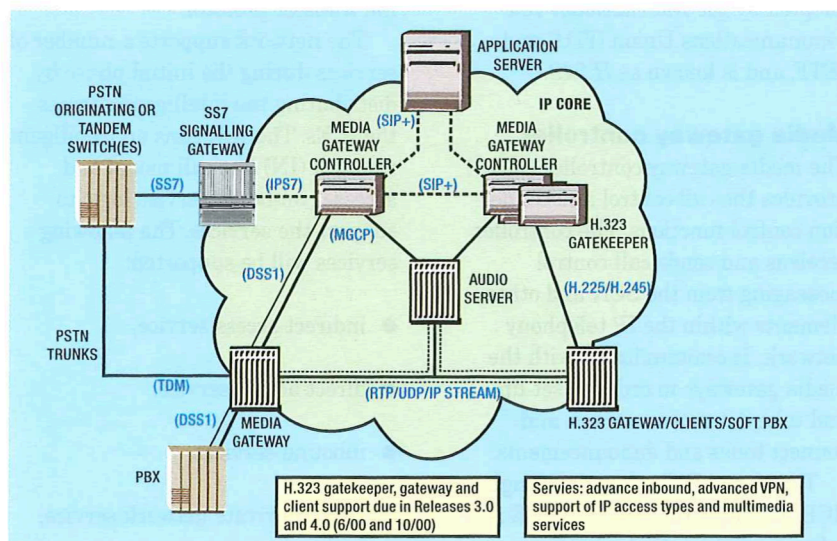 APPLICATION
SERVER
IP CORE
PSTN
ORIGINATING OR
TANDEM
SWITCH(ES)
SS7
SIGNALLING
GATEWAY
MEDIA
GATEWAY
CONTROLLER
MEDIA
GATEWAY
CONTROLLER
(SIP+)
(SS7)
(IPS7)
(SIP+)
(MGCP)
H.323
GATEKEEPER
(DSS1)
AUDIO
SERVER
(H.225/H.245)
PSTN
TRUNKS
(TDM)
(RTP/UDP/IP STREAM)
(DSS1)
MEDIA
GATEWAY
H.323 GATEWAY/CLIENTS/SOFT PBX
PBX
H.323 gatekeeper, gateway and
client support due in Releases 3.0
and 4.0 (6/00 and 10/00)
Servies: advance inbound, advanced VPN,
support of IP access types and multimedia
services